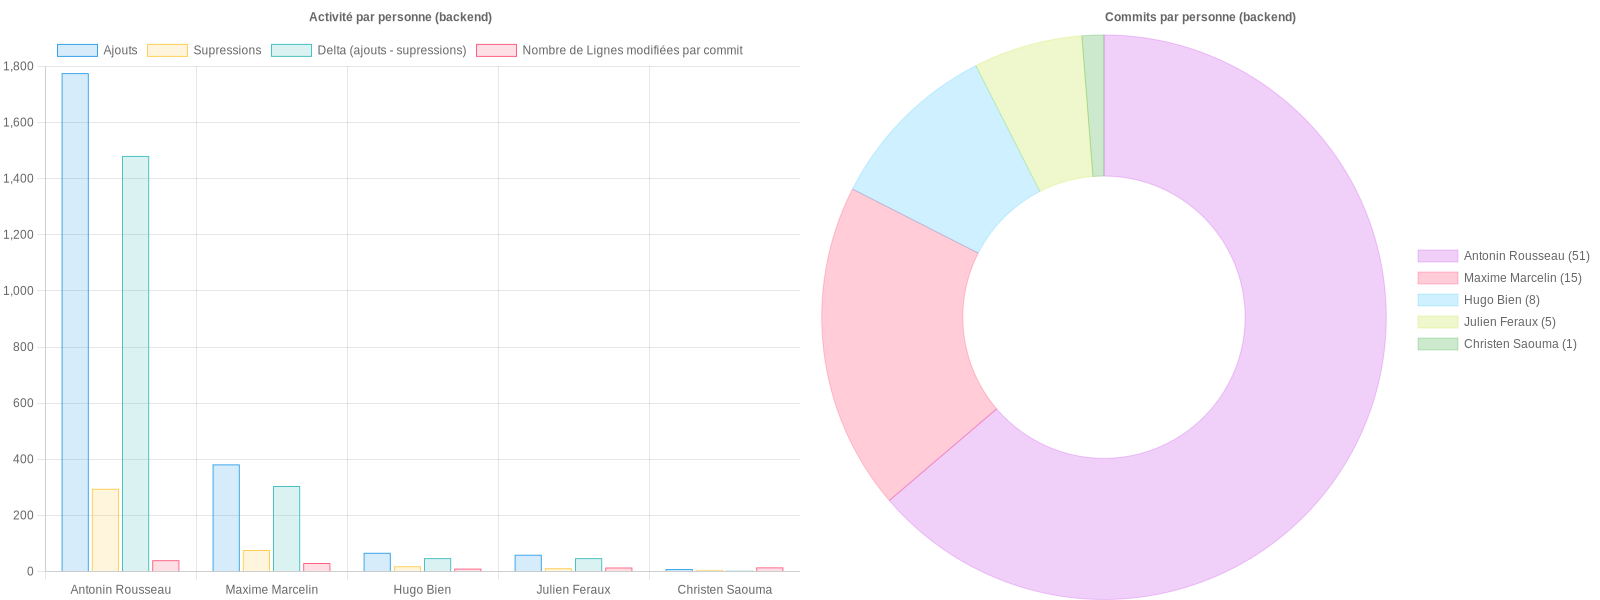 Activité par personne (backend)
Ajouts
Supressions
Delta (ajouts - supressions)
Nombre de Lignes modifiées par commit
1,800
1,600
1,400
1,200
1,000
800
600
400
200
0
Antonin Rousseau
Maxime Marcelin
Hugo Bien
Julien Feraux
Christen Saouma
Commits par personne (backend)
Antonin Rousseau (51)
Maxime Marcelin (15)
Hugo Bien (8)
Julien Feraux (5)
Christen Saouma (1)